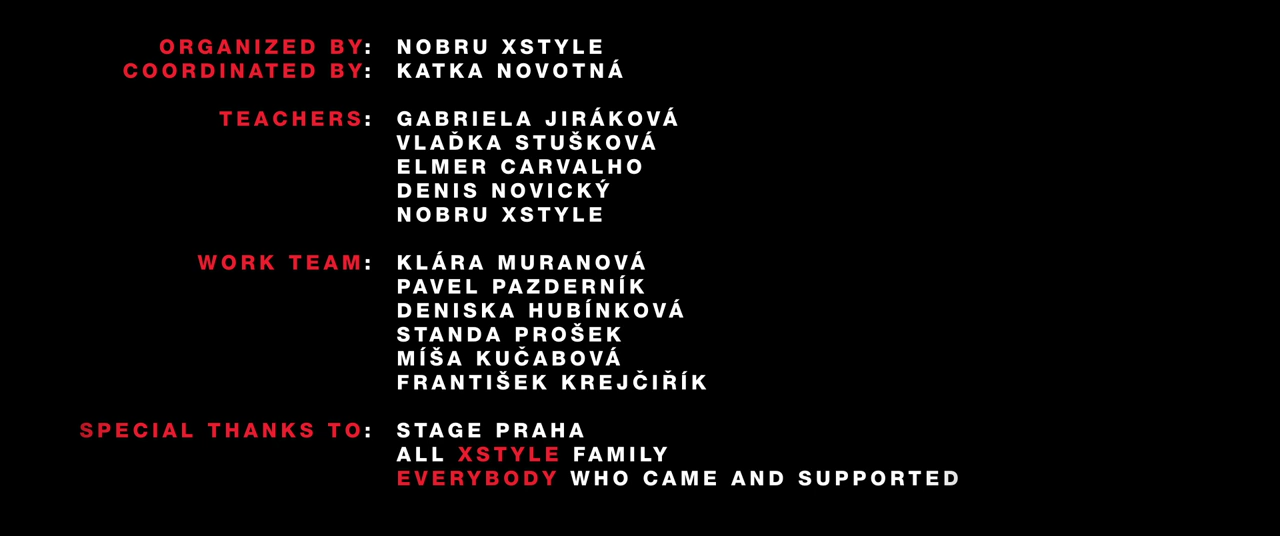 ORGANIZED BY: NOBRU XSTYLE
COORDINATED BY: KATKA NOVOTNÁ
TEACHERS: GABRIELA JIRÁKOVÁ
VLAĎKA STUŠKOVÁ
ELMER CARVALHO
DENIS NOVICKÝ
NOBRU XSTYLE
WORK TEAM: KLÁRA MURANOVÁ
PAVEL PAZDERNÍK
DENISKA HUBÍNKOVÁ
STANDA PROŠEK
MÍŠA KUČABOVÁ
FRANTIŠEK KREJČIŘÍK
SPECIAL THANKS TO: STAGE PRAHA
ALL XSTYLE FAMILY
EVERYBODY WHO CAME AND SUPPORTED